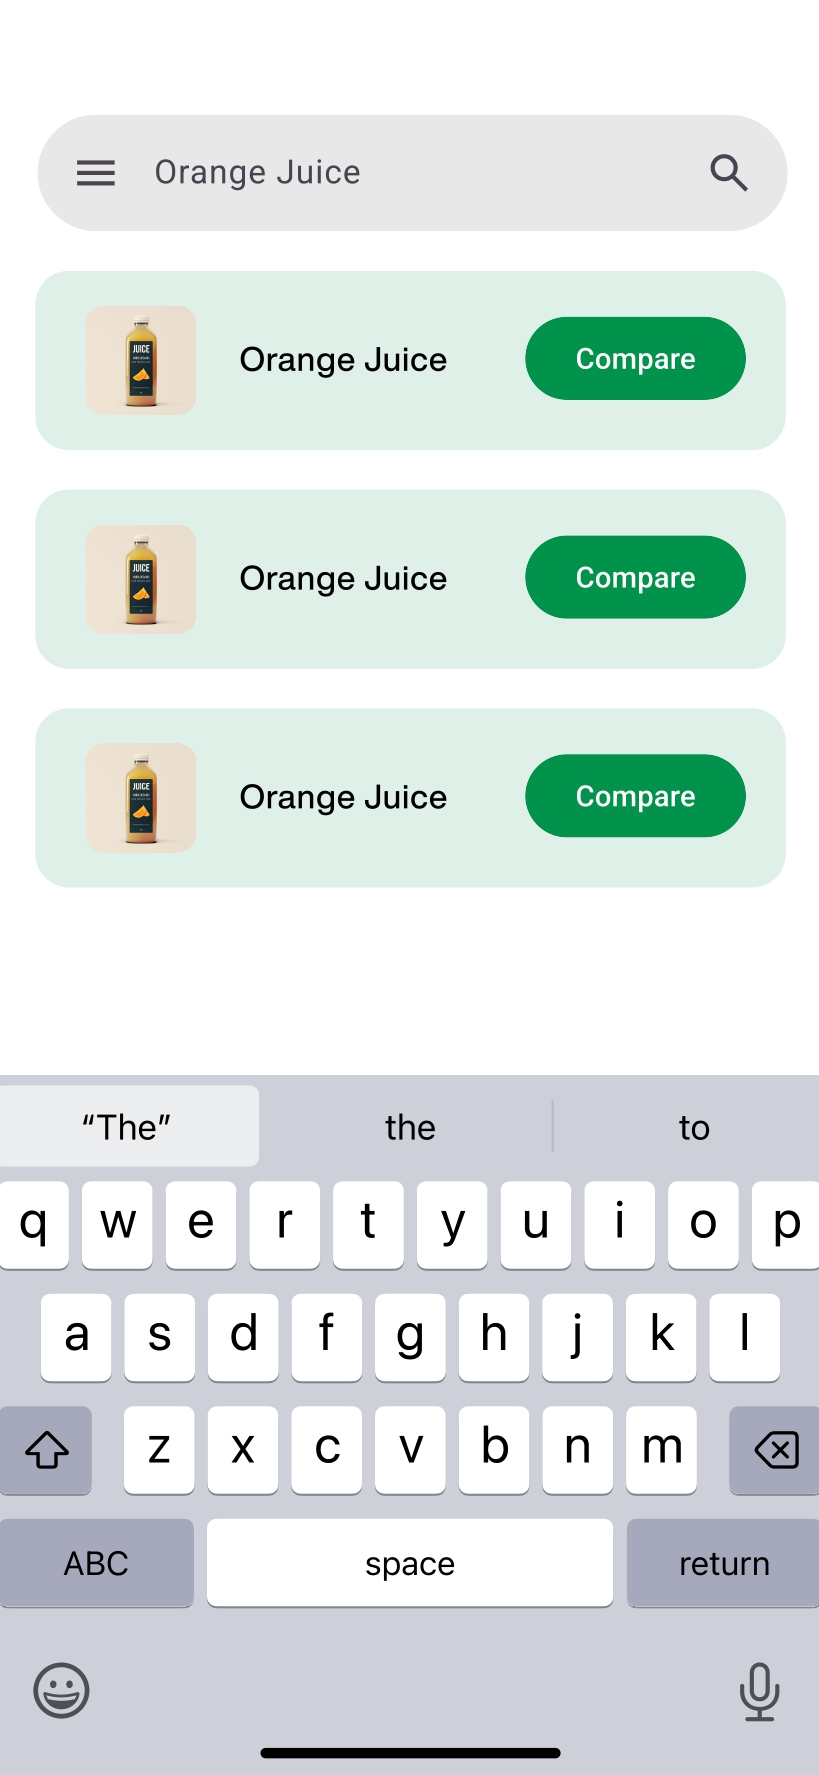 Orange Juice
JUICE
Orange Juice
Compare
JUICE
Orange Juice
Compare
JUICE
Orange Juice
Compare
“The”
the
to
q w e r t y u i o p
a s d f g h j k l
z x c v b n m
ABC
space
return